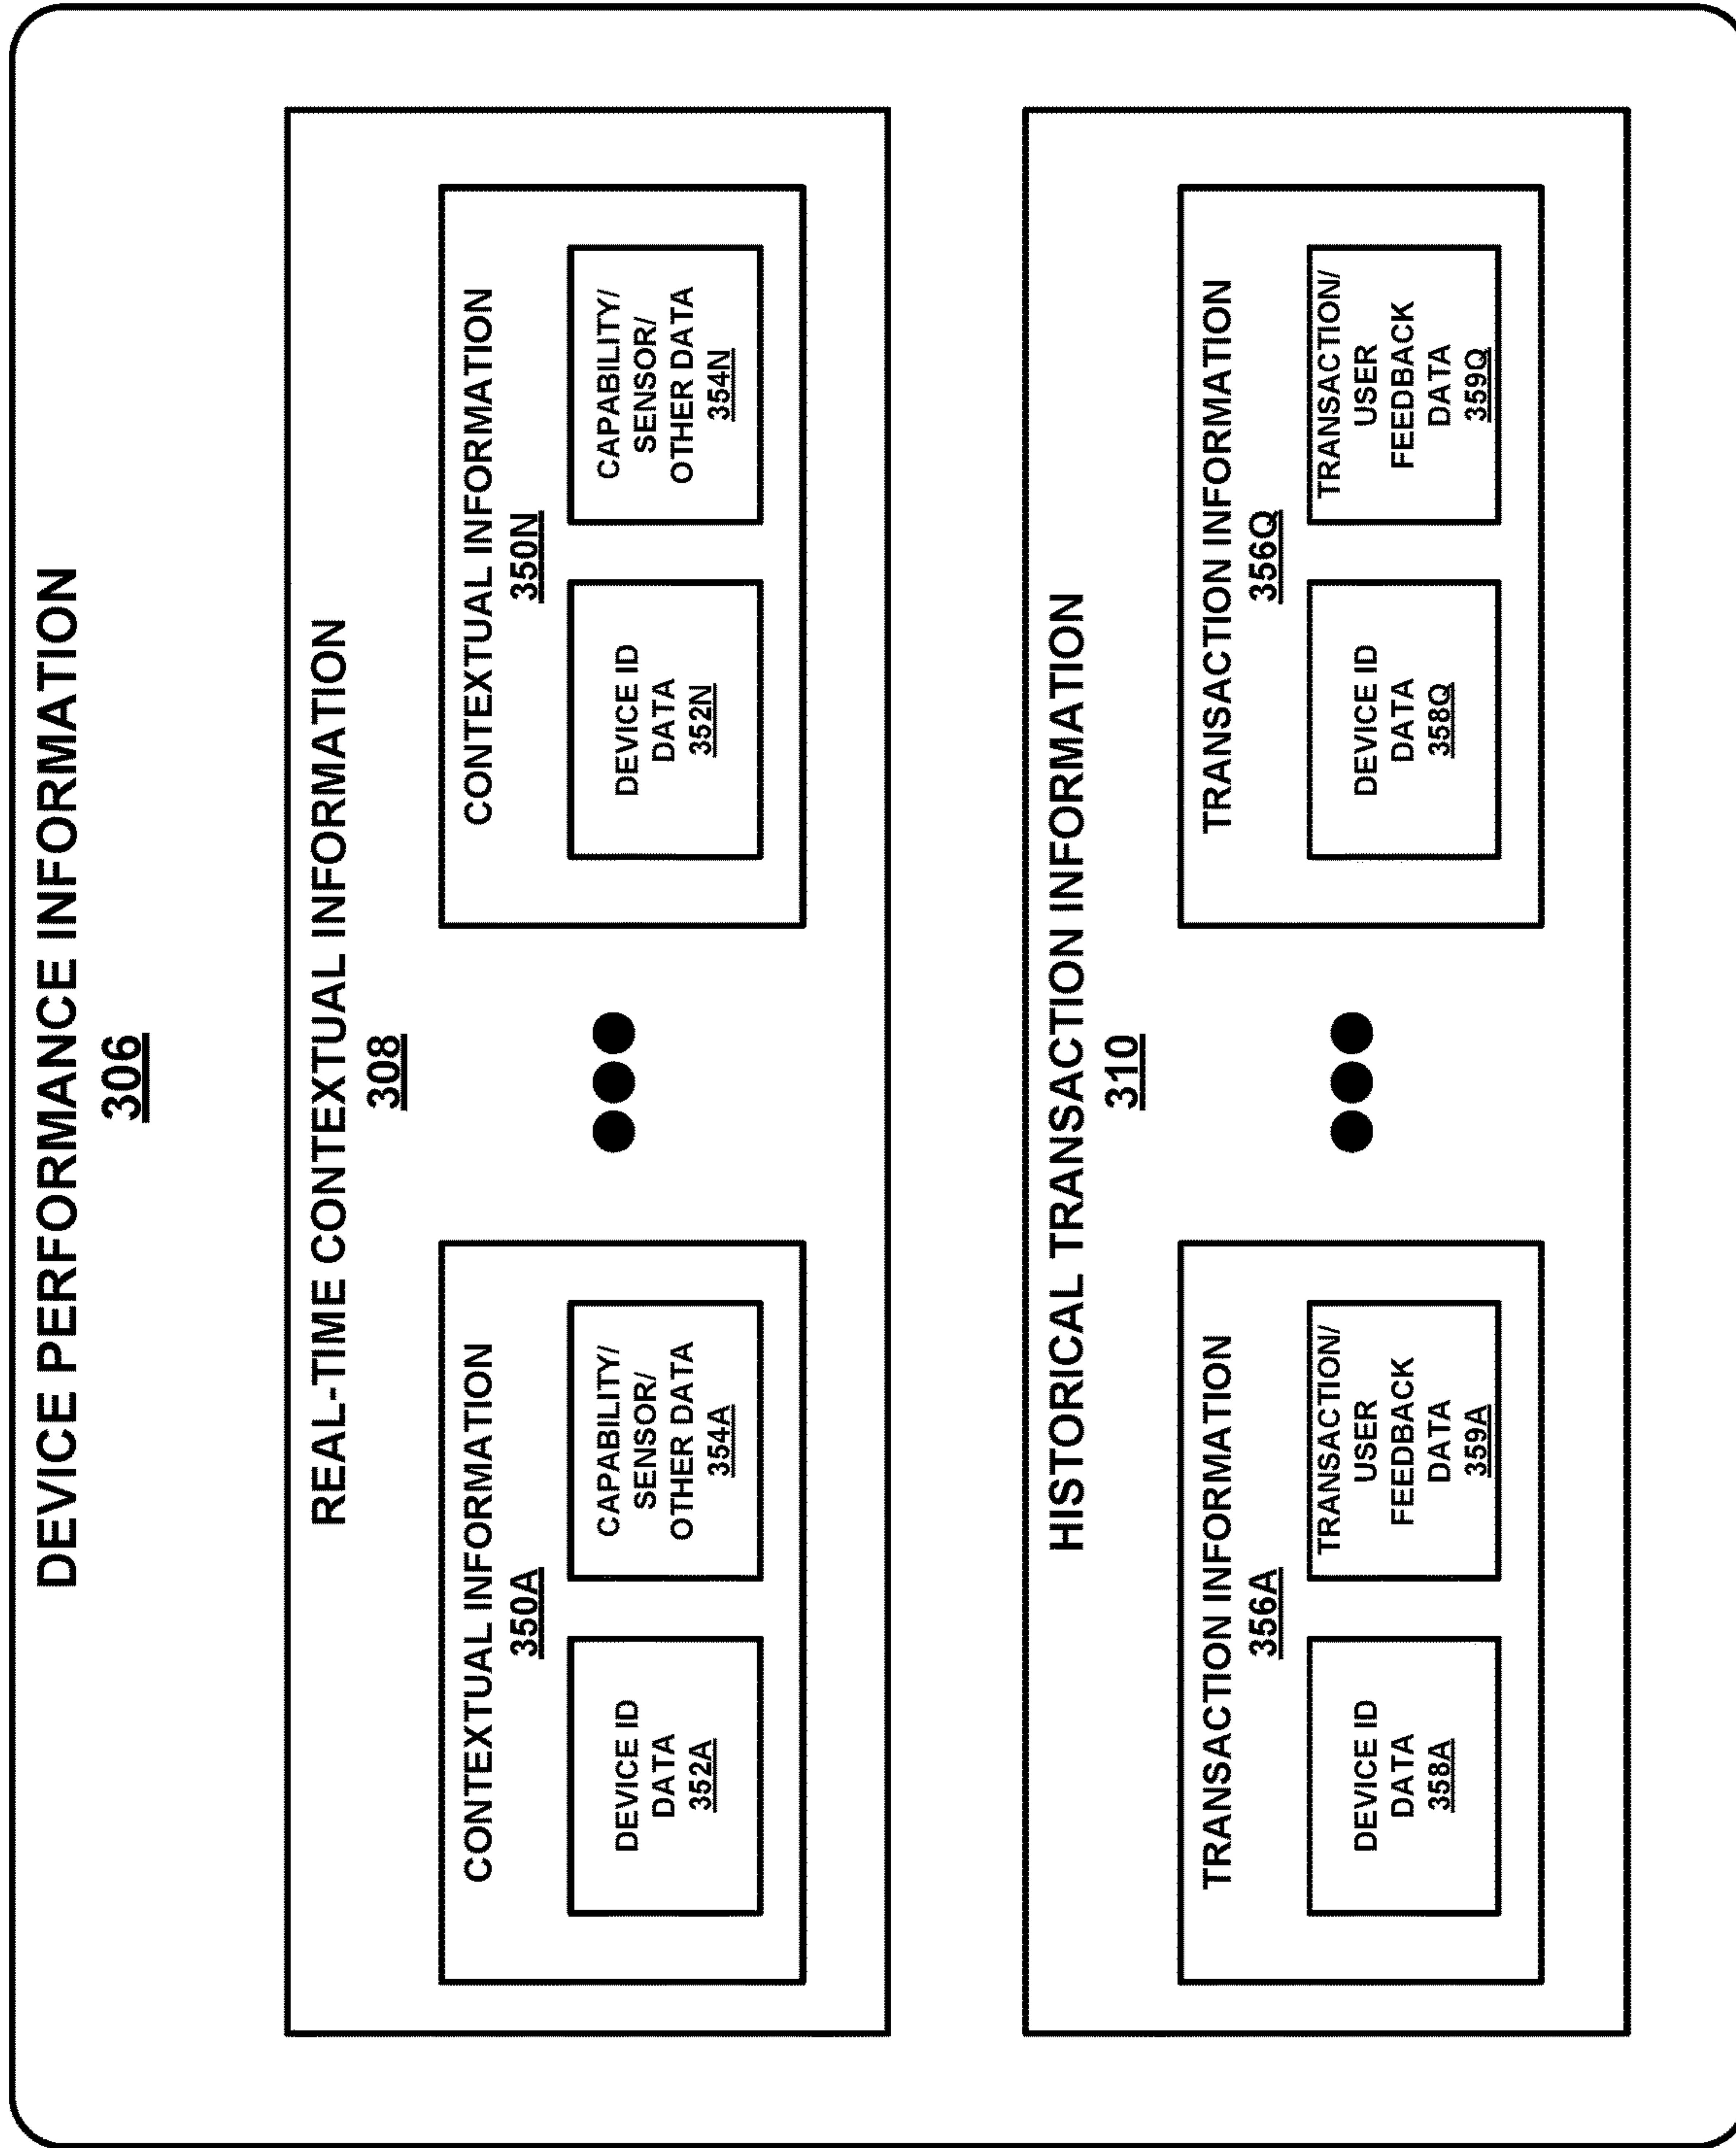 DEVICE PERFORMANCE INFORMATION
306
REAL-TIME CONTEXTUAL INFORMATION
308
CONTEXTUAL INFORMATION
350A
DEVICE ID
DATA
352A
CAPABILITY/
SENSOR/
OTHER DATA
354A
CONTEXTUAL INFORMATION
350N
DEVICE ID
DATA
352N
CAPABILITY/
SENSOR/
OTHER DATA
354N
HISTORICAL TRANSACTION INFORMATION
310
TRANSACTION INFORMATION
356A
DEVICE ID
DATA
358A
TRANSACTION/
USER
FEEDBACK
DATA
359A
TRANSACTION INFORMATION
356Q
DEVICE ID
DATA
358Q
TRANSACTION/
USER
FEEDBACK
DATA
359Q